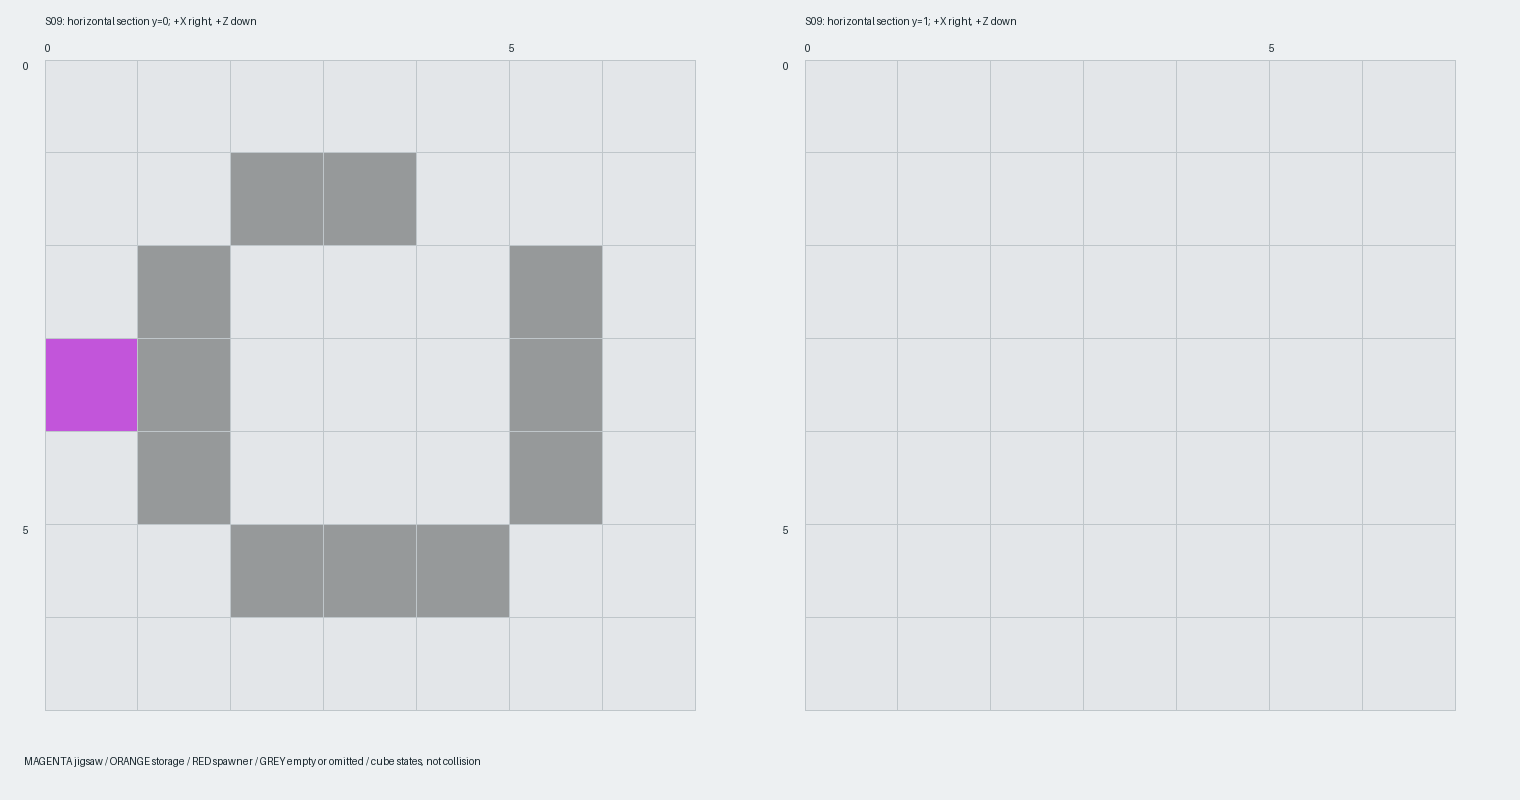 S09: horizontal section y=0; +X right, +Z down
S09: horizontal section y=1; +X right, +Z down
0 5
0 5
0
0
5
5
MAGENTA jigsaw / ORANGE storage / RED spawner / GREY empty or omitted / cube states, not collision